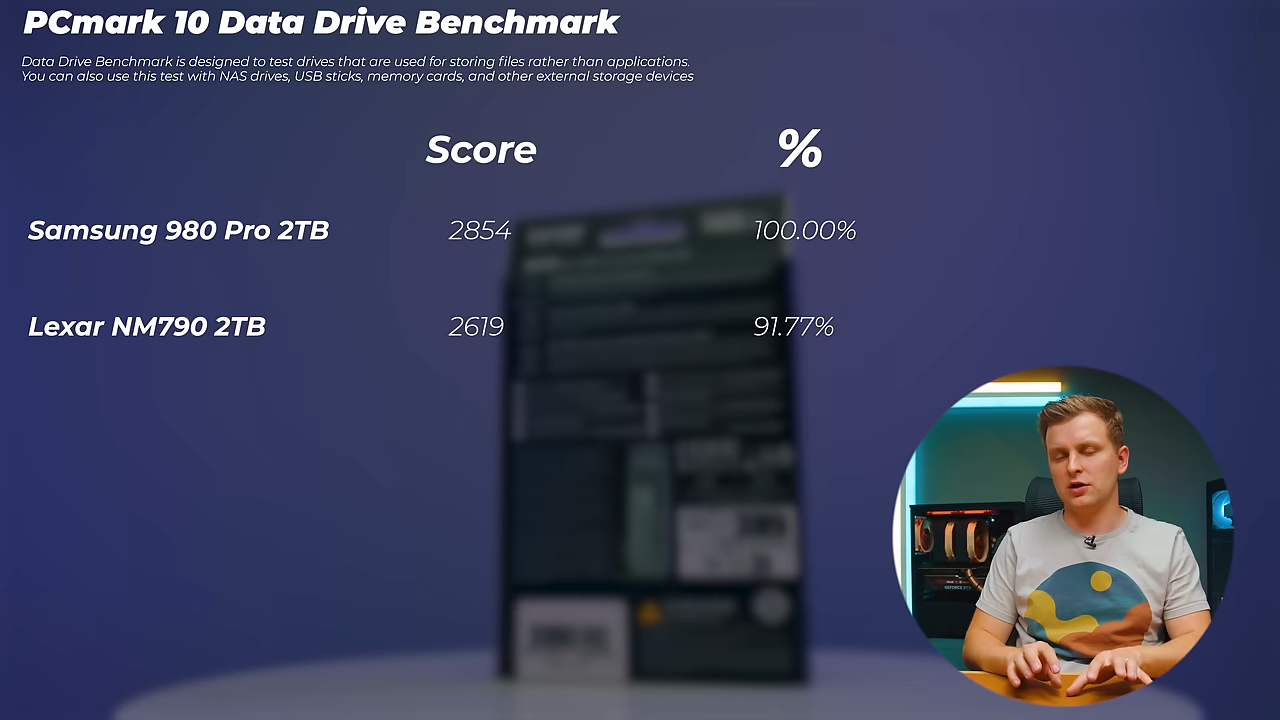 PCmark 10 Data Drive Benchmark
Data Drive Benchmark is designed to test drives that are used for storing files rather than applications.
You can also use this test with NAS drives, USB sticks, memory cards, and other external storage devices
Score %
Samsung 980 Pro 2TB 2854 100.00%
Lexar NM790 2TB 2619 91.77%
GEFORCE RTX